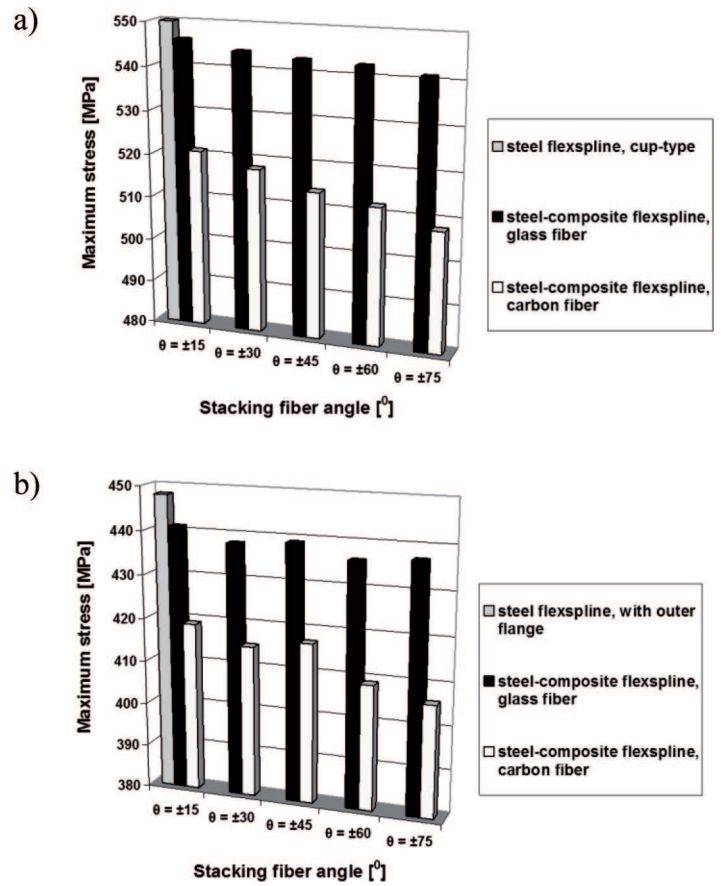 a)
Maximum stress [MPa]
550
540
530
520
510
500
490
480
θ = ±15
θ = ±30
θ = ±45
θ = ±60
θ = ±75
Stacking fiber angle [⁰]
steel flexspline, cup-type
steel-composite flexspline,
glass fiber
steel-composite flexspline,
carbon fiber
b)
Maximum stress [MPa]
450
440
430
420
410
400
390
380
θ = ±15
θ = ±30
θ = ±45
θ = ±60
θ = ±75
Stacking fiber angle [⁰]
steel flexspline, with outer
flange
steel-composite flexspline,
glass fiber
steel-composite flexspline,
carbon fiber